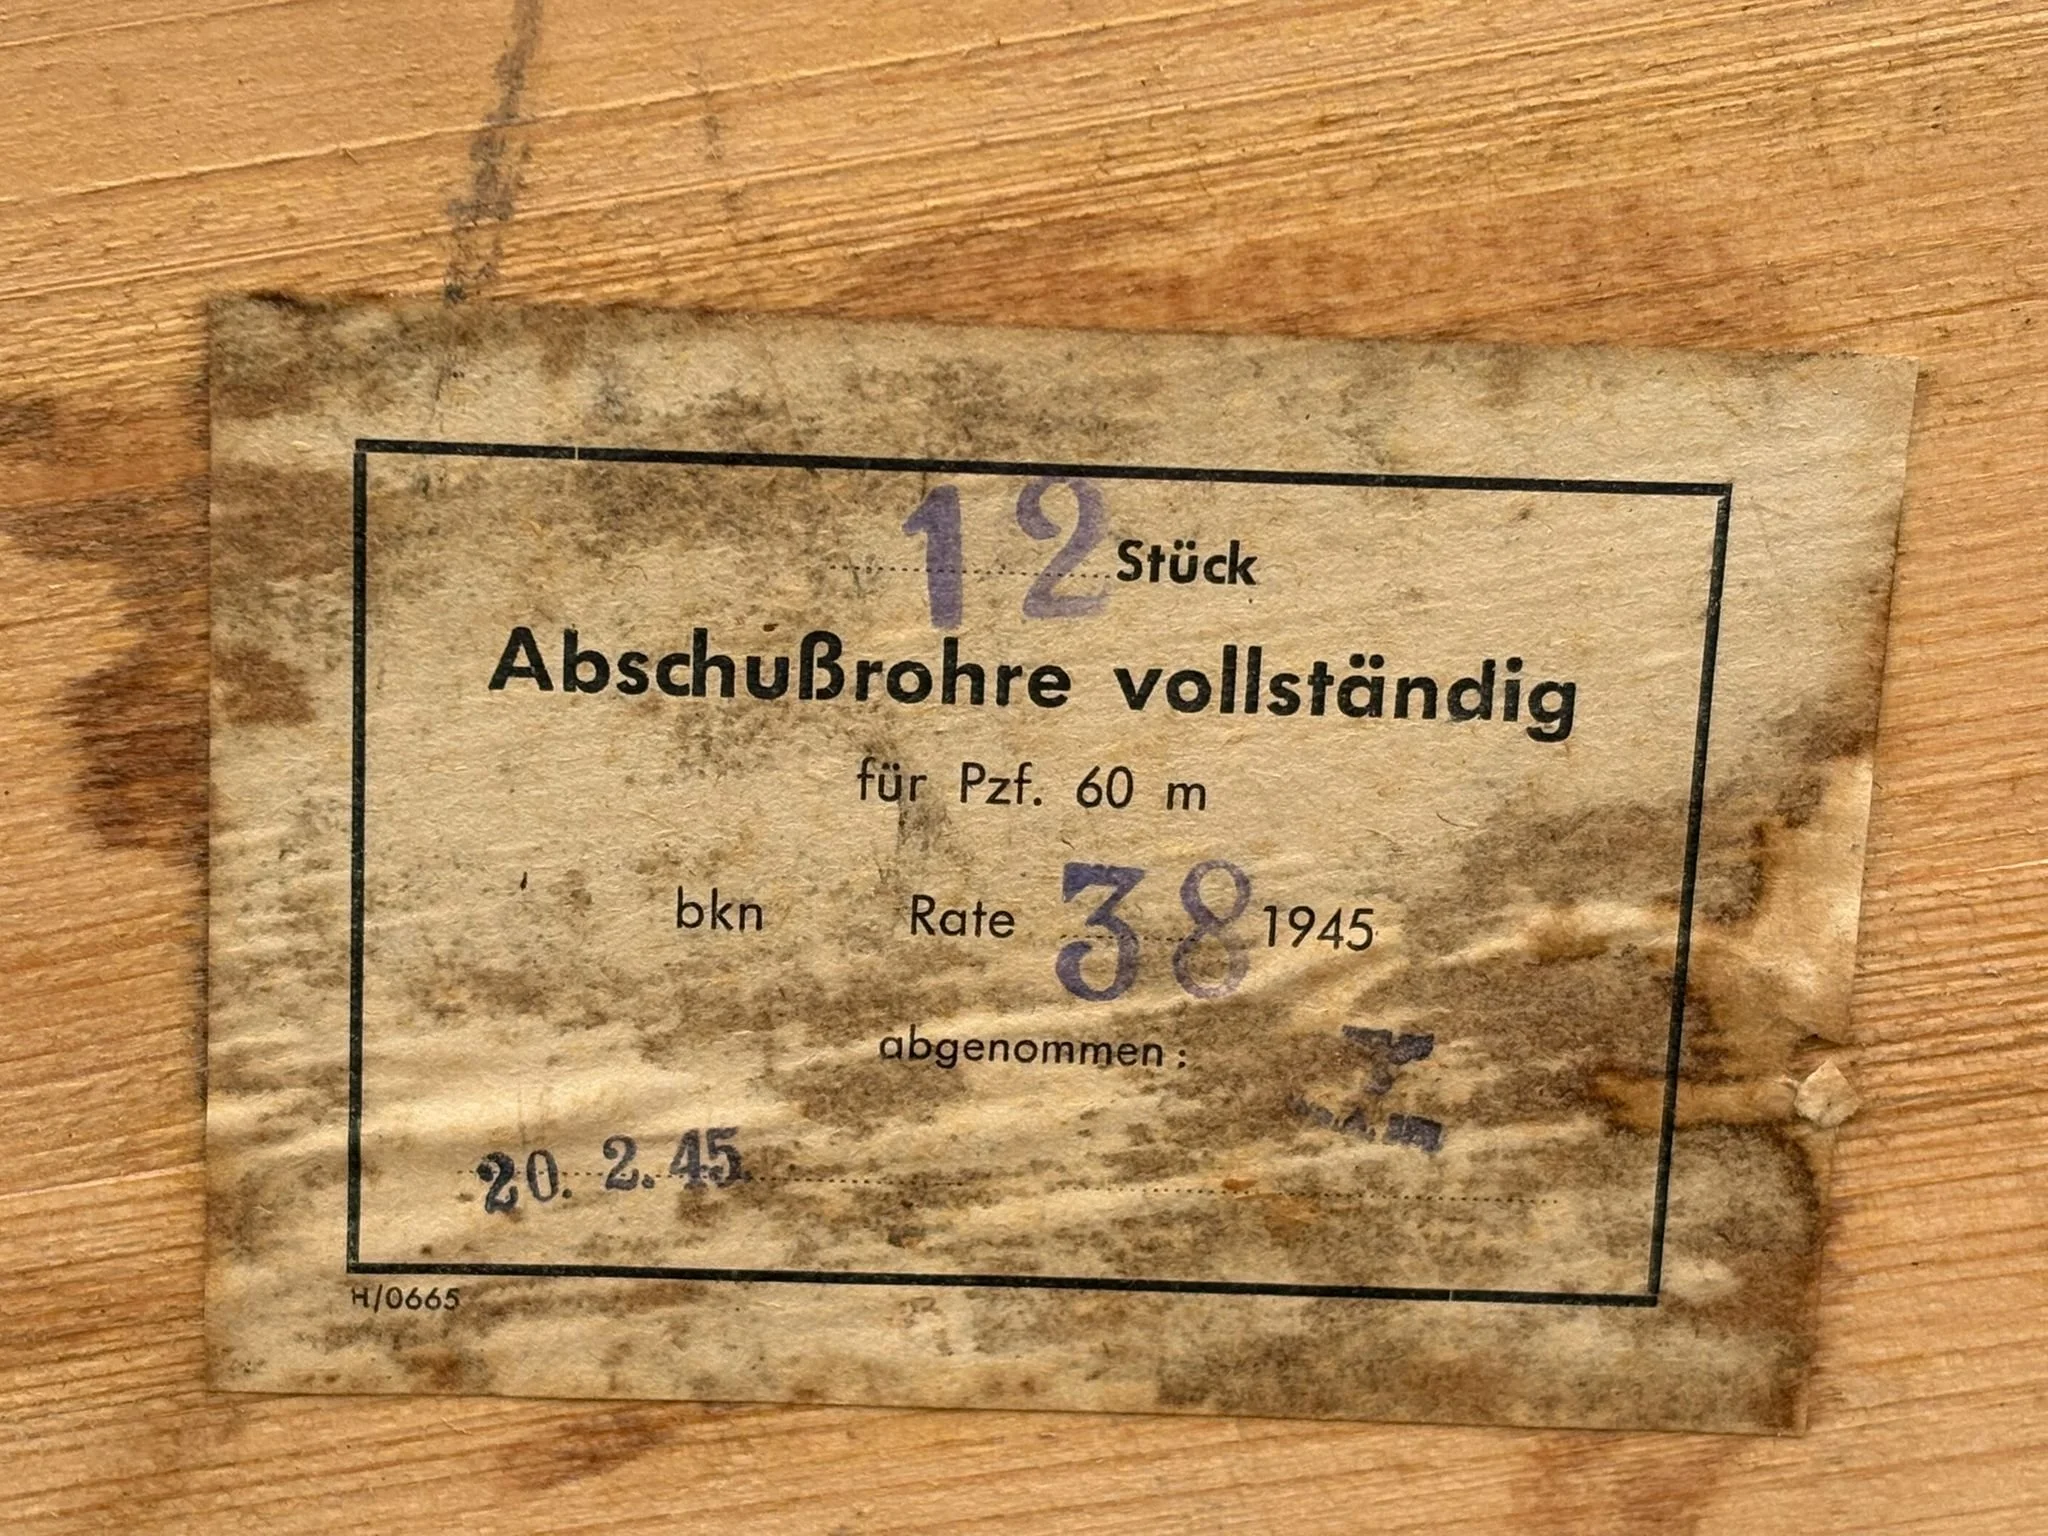 12 Stück
Abschußrohre vollständig
für Pzf. 60 m
bkn Rate 38 1945
abgenommen:
20. 2. 45.
H/0665